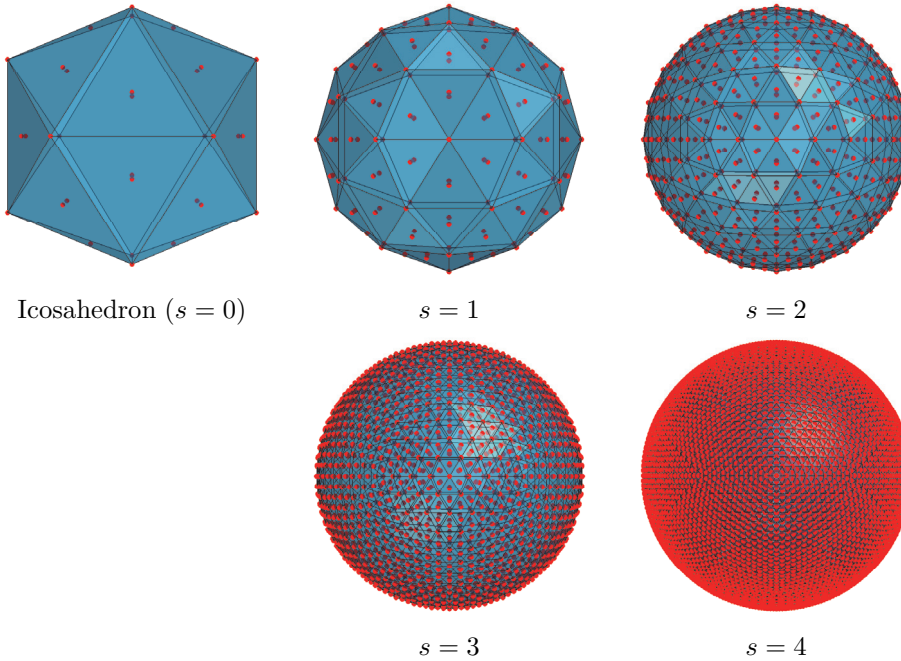 Icosahedron (s = 0)
s = 1
s = 2
s = 3
s = 4